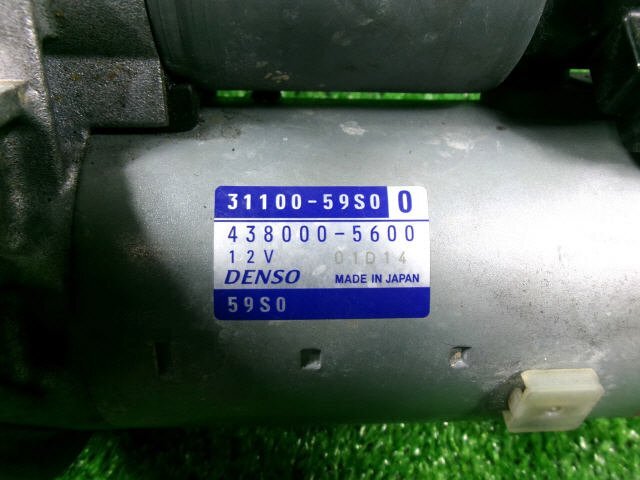 31100-59S0 0
438000-5600
12V 01D14
DENSO MADE IN JAPAN
59S0